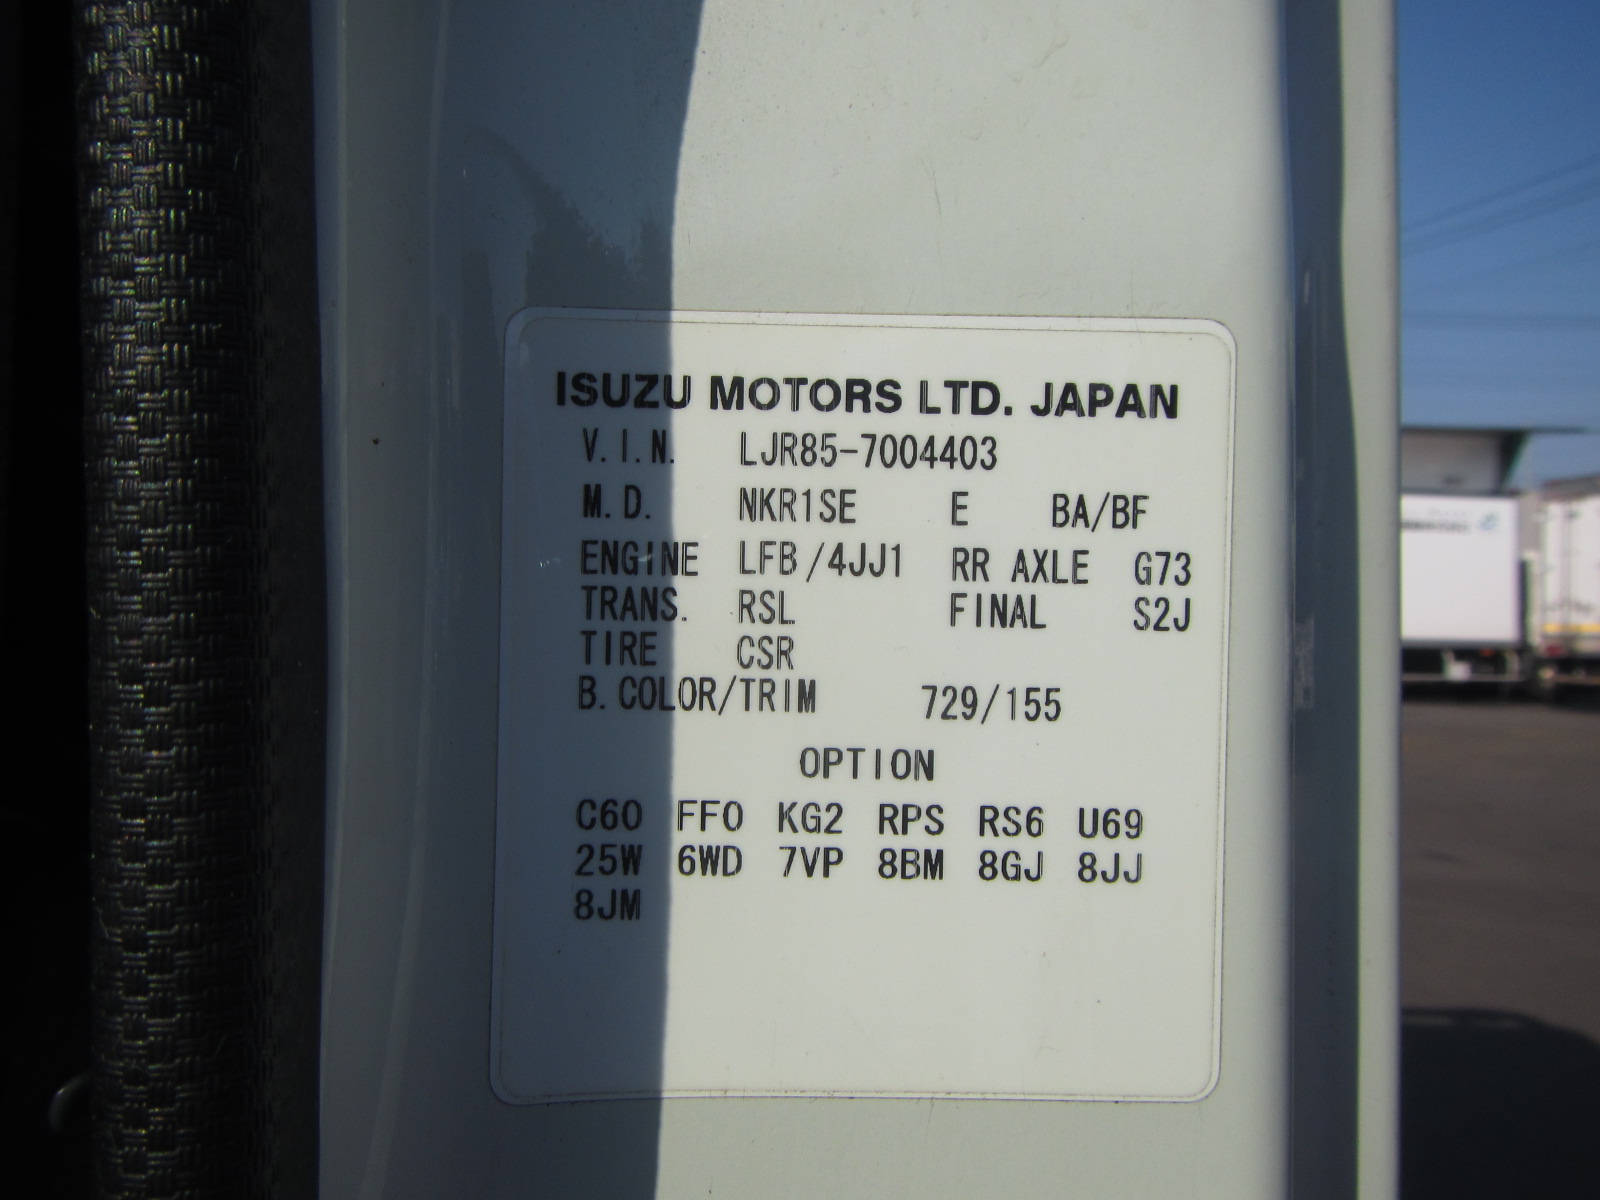 ISUZU MOTORS LTD. JAPAN
V.I.N. LJR85-7004403
M.D. NKR1SE E BA/BF
ENGINE LFB/4JJ1 RR AXLE G73
TRANS. RSL FINAL S2J
TIRE CSR
B.COLOR/TRIM 729/155
OPTION
C60 FF0 KG2 RPS RS6 U69
25W 6WD 7VP 8BM 8GJ 8JJ
8JM